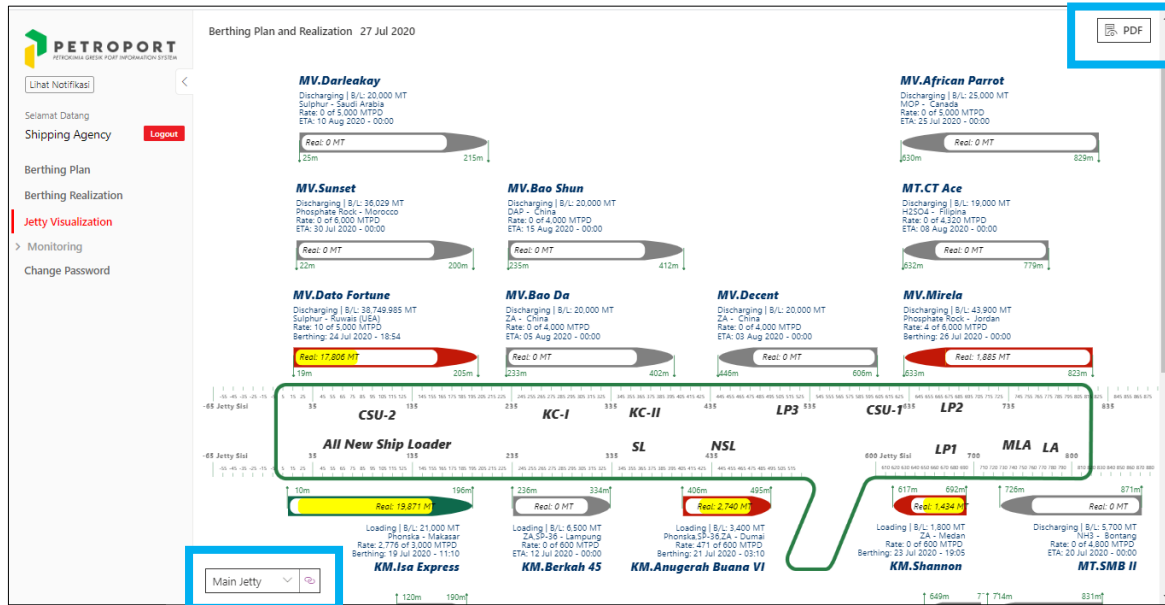 Berthing Plan and Realization 27 Jul 2020
PDF
PETROPORT
PETROKIMIA GRESIK PORT INFORMATION SYSTEM
Lihat Notifikasi
Selamat Datang
Shipping Agency
Logout
Berthing Plan
Berthing Realization
Jetty Visualization
Monitoring
Change Password
MV.Darleakay
Discharging | B/L: 20,000 MT
Sulphur - Saudi Arabia
Rate: 0 of 5,000 MTPD
ETA: 10 Aug 2020 - 00:00
Real: 0 MT
25m 215m
MV.African Parrot
Discharging | B/L: 25,000 MT
MOP - Canada
Rate: 0 of 5,000 MTPD
ETA: 25 Jul 2020 - 00:00
Real: 0 MT
630m 829m
MV.Sunset
Discharging | B/L: 36,029 MT
Phosphate Rock - Morocco
Rate: 0 of 6,000 MTPD
ETA: 30 Jul 2020 - 00:00
Real: 0 MT
22m 200m
MV.Bao Shun
Discharging | B/L: 20,000 MT
DAP - China
Rate: 0 of 4,000 MTPD
ETA: 15 Aug 2020 - 00:00
Real: 0 MT
235m 412m
MT.CT Ace
Discharging | B/L: 19,000 MT
H2SO4 - Filipina
Rate: 0 of 4,320 MTPD
ETA: 08 Aug 2020 - 00:00
Real: 0 MT
632m 779m
MV.Dato Fortune
Discharging | B/L: 38,749.985 MT
Sulphur - Ruwais (UEA)
Rate: 10 of 5,000 MTPD
Berthing: 24 Jul 2020 - 18:54
Real: 17,806 MT
19m 205m
MV.Bao Da
Discharging | B/L: 20,000 MT
ZA - China
Rate: 0 of 4,000 MTPD
ETA: 05 Aug 2020 - 00:00
Real: 0 MT
233m 402m
MV.Decent
Discharging | B/L: 20,000 MT
ZA - China
Rate: 0 of 4,000 MTPD
ETA: 03 Aug 2020 - 00:00
Real: 0 MT
446m 606m
MV.Mirela
Discharging | B/L: 43,900 MT
Phosphate Rock - Jordan
Rate: 4 of 6,000 MTPD
Berthing: 26 Jul 2020 - 00:00
Real: 1,885 MT
633m 823m
-65 Jetty Sisi 35 135 235 335 435 535 635 735 835
CSU-2 KC-I KC-II LP3 CSU-1 LP2
All New Ship Loader SL NSL LP1 MLA LA
-65 Jetty Sisi 35 135 235 335 435 600 Jetty Sisi 700 800
10m 196m
Real: 19,871 MT
Loading | B/L: 21,000 MT
Phonska - Makasar
Rate: 2,776 of 3,000 MTPD
Berthing: 19 Jul 2020 - 11:10
KM.Isa Express
236m 334m
Real: 0 MT
Loading | B/L: 6,500 MT
ZA,SP-36 - Lampung
Rate: 0 of 600 MTPD
ETA: 12 Jul 2020 - 00:00
KM.Berkah 45
406m 495m
Real: 2,740 MT
Loading | B/L: 3,400 MT
Phonska,SP-36,ZA - Dumai
Rate: 471 of 600 MTPD
Berthing: 21 Jul 2020 - 03:10
KM.Anugerah Buana VI
617m 692m
Real: 1,434 MT
Loading | B/L: 1,800 MT
ZA - Medan
Rate: 0 of 600 MTPD
Berthing: 23 Jul 2020 - 19:05
KM.Shannon
726m 871m
Real: 0 MT
Discharging | B/L: 5,700 MT
NH3 - Bontang
Rate: 0 of 4,800 MTPD
ETA: 20 Jul 2020 - 00:00
MT.SMB II
Main Jetty
120m 190m
649m 714m 831m